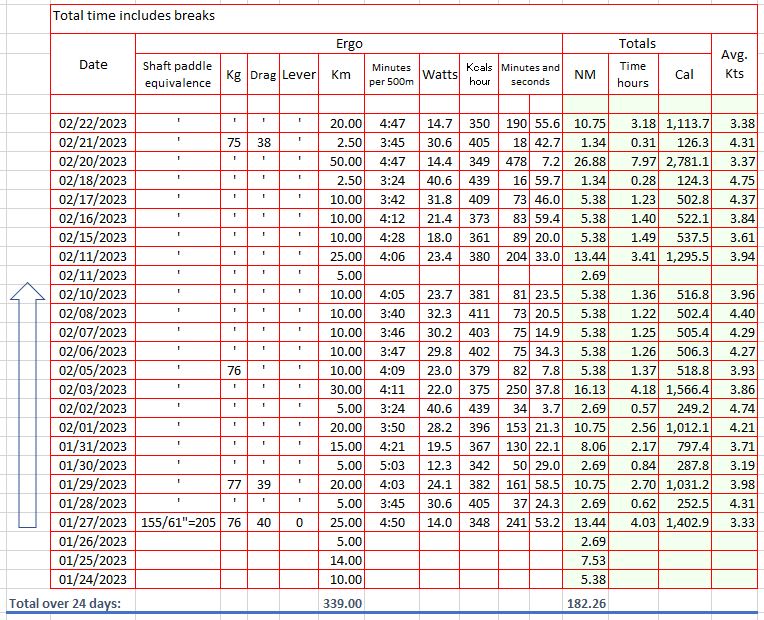 Total time includes breaks
Date Ergo Totals Avg. Kts
Shaft paddle equivalence Kg Drag Lever Km Minutes per 500m Watts Kcals hour Minutes and seconds NM Time hours Cal
02/22/2023 ' ' ' ' 20.00 4:47 14.7 350 190 55.6 10.75 3.18 1,113.7 3.38
02/21/2023 ' 75 38 ' 2.50 3:45 30.6 405 18 42.7 1.34 0.31 126.3 4.31
02/20/2023 ' ' ' ' 50.00 4:47 14.4 349 478 7.2 26.88 7.97 2,781.1 3.37
02/18/2023 ' ' ' ' 2.50 3:24 40.6 439 16 59.7 1.34 0.28 124.3 4.75
02/17/2023 ' ' ' ' 10.00 3:42 31.8 409 73 46.0 5.38 1.23 502.8 4.37
02/16/2023 ' ' ' ' 10.00 4:12 21.4 373 83 59.4 5.38 1.40 522.1 3.84
02/15/2023 ' ' ' ' 10.00 4:28 18.0 361 89 20.0 5.38 1.49 537.5 3.61
02/11/2023 ' ' ' ' 25.00 4:06 23.4 380 204 33.0 13.44 3.41 1,295.5 3.94
02/11/2023 ' ' ' ' 5.00 2.69
02/10/2023 ' ' ' ' 10.00 4:05 23.7 381 81 23.5 5.38 1.36 516.8 3.96
02/08/2023 ' ' ' ' 10.00 3:40 32.3 411 73 20.5 5.38 1.22 502.4 4.40
02/07/2023 ' ' ' ' 10.00 3:46 30.2 403 75 14.9 5.38 1.25 505.4 4.29
02/06/2023 ' ' ' ' 10.00 3:47 29.8 402 75 34.3 5.38 1.26 506.3 4.27
02/05/2023 ' 76 ' ' 10.00 4:09 23.0 379 82 7.8 5.38 1.37 518.8 3.93
02/03/2023 ' ' ' ' 30.00 4:11 22.0 375 250 37.8 16.13 4.18 1,566.4 3.86
02/02/2023 ' ' ' ' 5.00 3:24 40.6 439 34 3.7 2.69 0.57 249.2 4.74
02/01/2023 ' ' ' ' 20.00 3:50 28.2 396 153 21.3 10.75 2.56 1,012.1 4.21
01/31/2023 ' ' ' ' 15.00 4:21 19.5 367 130 22.1 8.06 2.17 797.4 3.71
01/30/2023 ' ' ' ' 5.00 5:03 12.3 342 50 29.0 2.69 0.84 287.8 3.19
01/29/2023 ' 77 39 ' 20.00 4:03 24.1 382 161 58.5 10.75 2.70 1,031.2 3.98
01/28/2023 ' ' ' ' 5.00 3:45 30.6 405 37 24.3 2.69 0.62 252.5 4.31
01/27/2023 155/61"=205 76 40 0 25.00 4:50 14.0 348 241 53.2 13.44 4.03 1,402.9 3.33
01/26/2023 5.00 2.69
01/25/2023 14.00 7.53
01/24/2023 10.00 5.38
Total over 24 days: 339.00 182.26